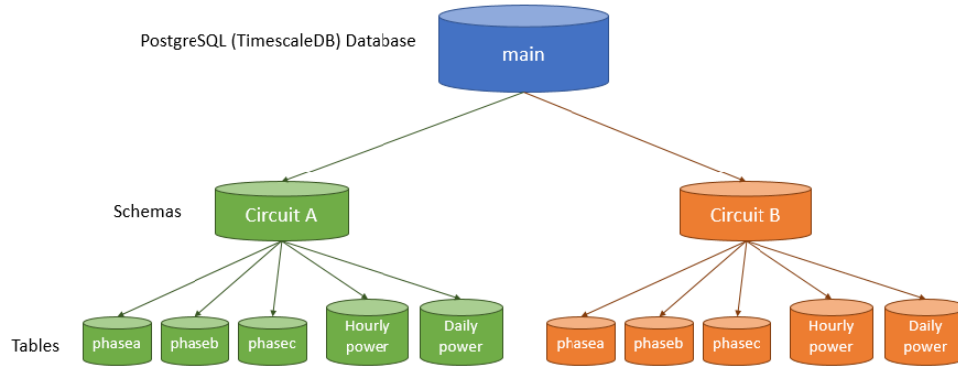 PostgreSQL (TimescaleDB) Database
main
Schemas
Circuit A
Circuit B
Tables
phasea
phaseb
phasec
Hourly
power
Daily
power
phasea
phaseb
phasec
Hourly
power
Daily
power